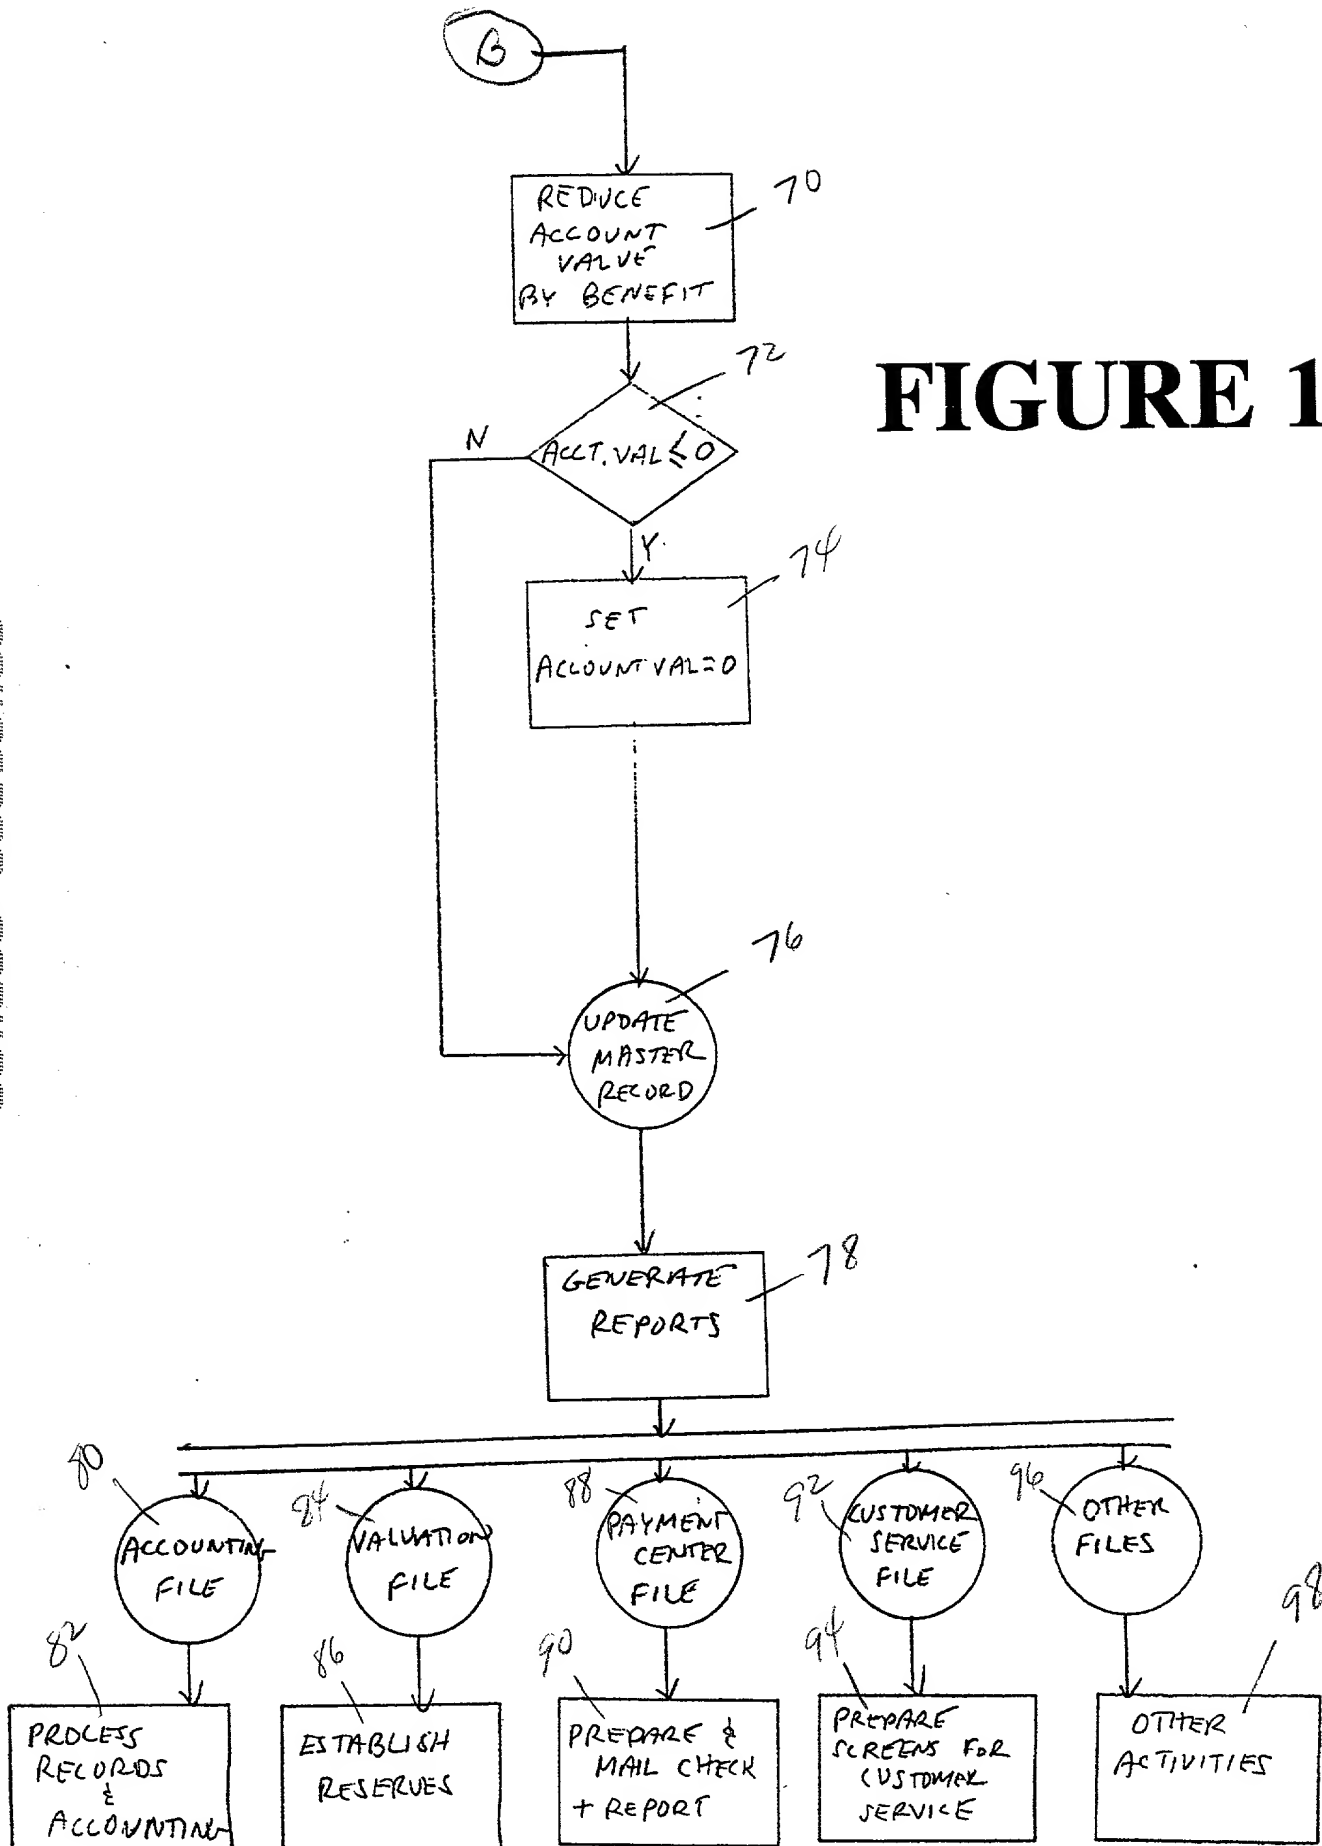 B
REDUCE
ACCOUNT
VALUE
BY BENEFIT
70
FIGURE 1
72
ACCT. VAL ≤ 0
N
Y.
74
SET
ACCOUNT VAL = 0
76
UPDATE
MASTER
RECORD
78
GENERATE
REPORTS
80
ACCOUNTING
FILE
84
VALUATION
FILE
88
PAYMENT
CENTER
FILE
92
CUSTOMER
SERVICE
FILE
96
OTHER
FILES
82
PROCESS
RECORDS
&
ACCOUNTING
86
ESTABLISH
RESERVES
90
PREPARE &
MAIL CHECK
+ REPORT
94
PREPARE
SCREENS FOR
CUSTOMER
SERVICE
98
OTHER
ACTIVITIES